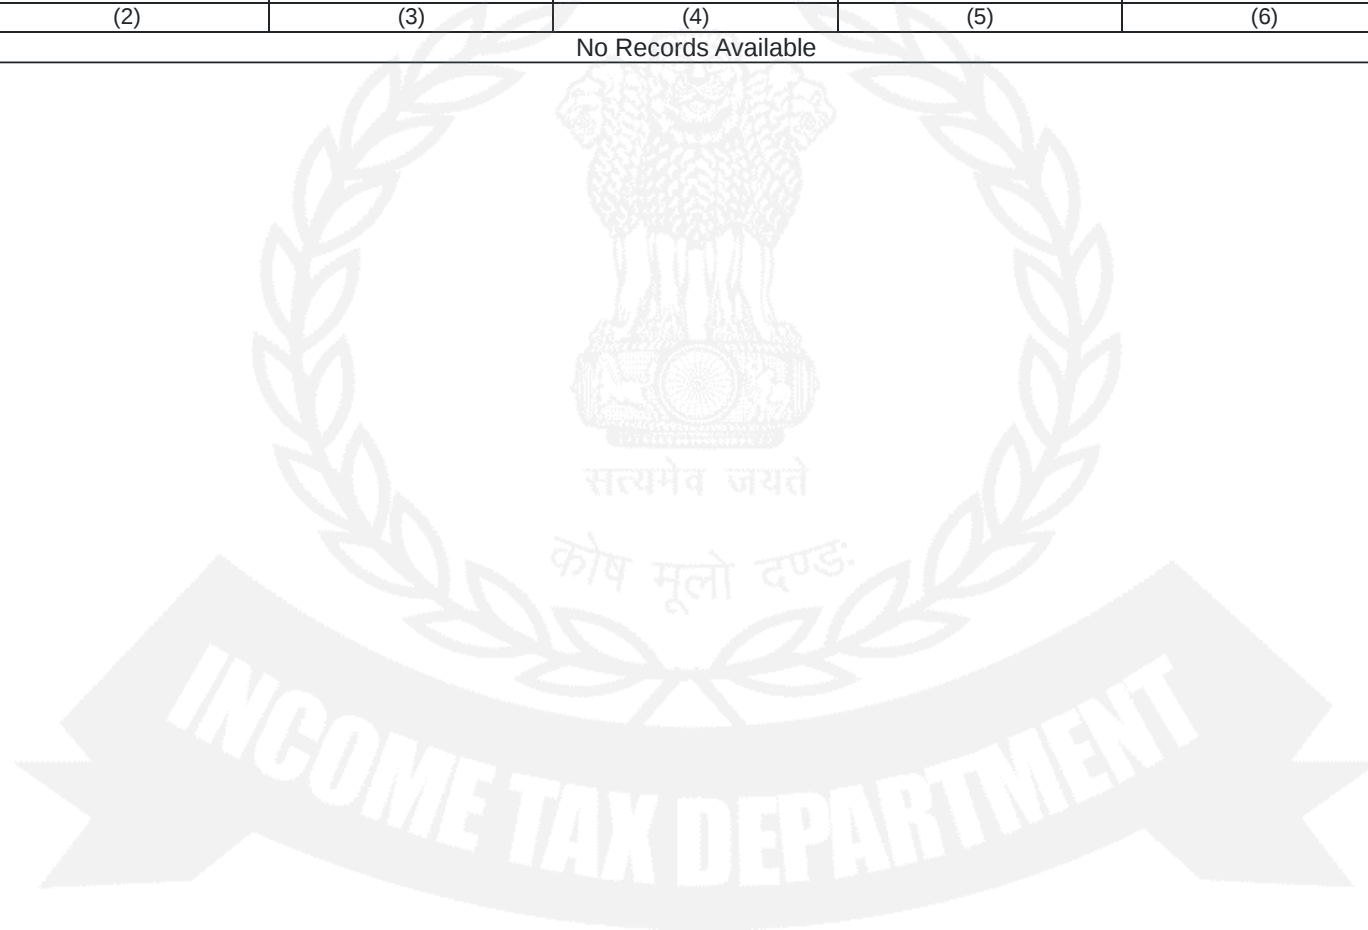 (2) (3) (4) (5) (6)
No Records Available
सत्यमेव जयते
कोष मूलो दण्डः
INCOME TAX DEPARTMENT